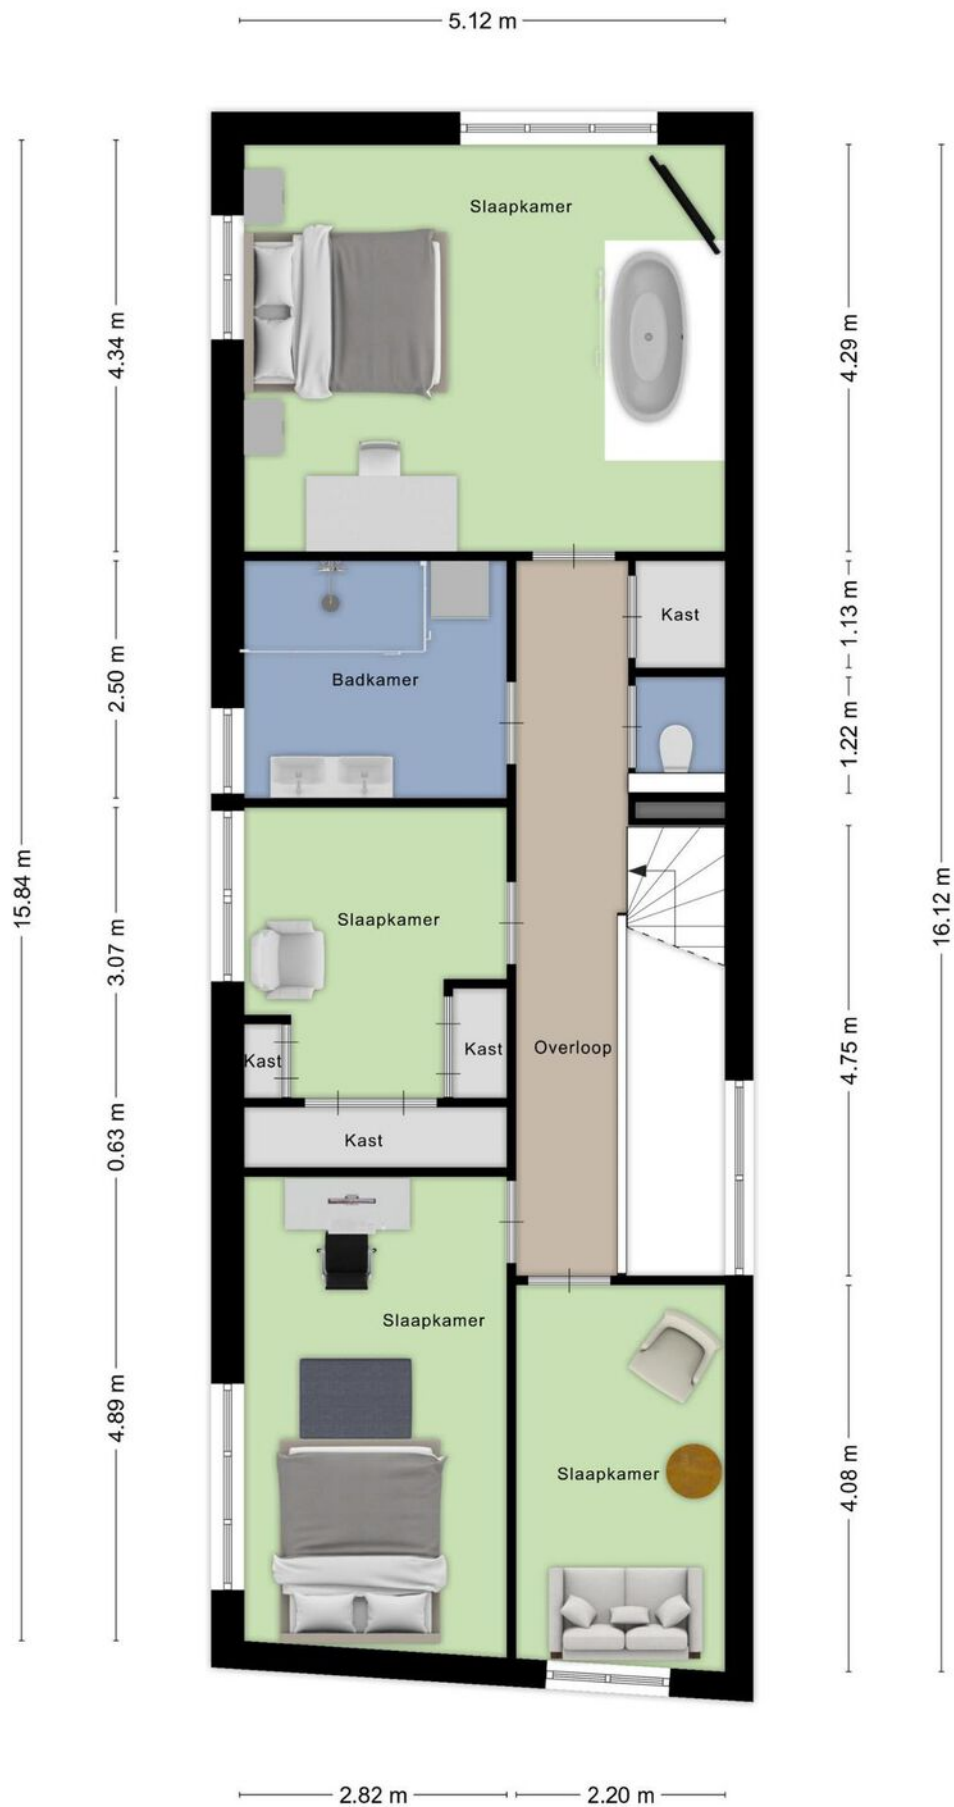 5.12 m
Slaapkamer
4.34 m
4.29 m
Kast
1.13 m
Badkamer
2.50 m
1.22 m
15.84 m
Slaapkamer
16.12 m
3.07 m
Overloop
Kast
Kast
4.75 m
Kast
0.63 m
Slaapkamer
4.89 m
Slaapkamer
4.08 m
2.82 m
2.20 m